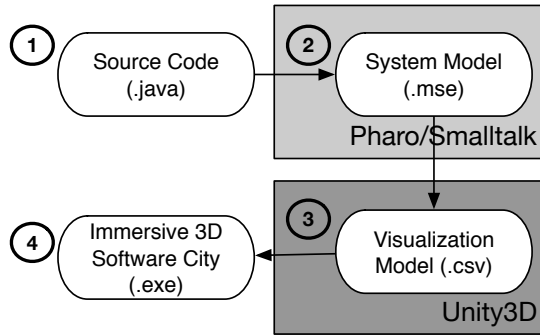 1
Source Code
(.java)
2
System Model
(.mse)
Pharo/Smalltalk
3
Visualization
Model (.csv)
Unity3D
4
Immersive 3D
Software City
(.exe)